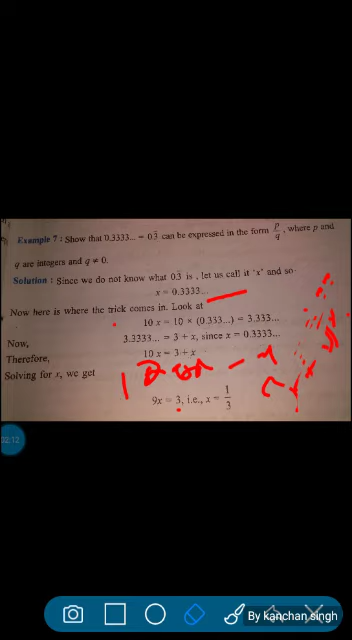 Example 7 : Show that 0.3333... = 0.3̄ can be expressed in the form p/q, where p and
q are integers and q ≠ 0.
Solution : Since we do not know what 0.3̄ is , let us call it 'x' and so
x = 0.3333...
Now here is where the trick comes in. Look at
10 x = 10 × (0.333...) = 3.333...
Now, 3.3333... = 3 + x, since x = 0.3333...
Therefore, 10 x = 3 + x
Solving for x, we get
9x = 3, i.e., x = 1/3
02:12
By kanchan singh